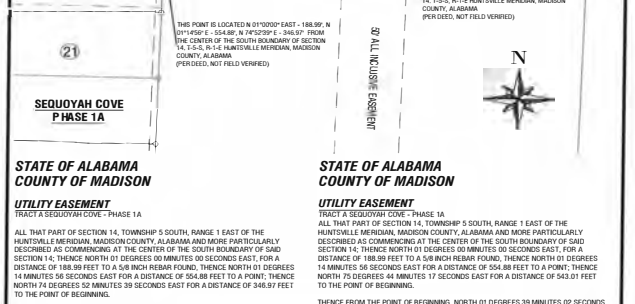 14, T-5-S, R-1-E HUNTSVILLE MERIDIAN, MADISON
COUNTY, ALABAMA
(PER DEED, NOT FIELD VERIFIED)
THIS POINT IS LOCATED N 01°00'00" EAST - 188.99', N
01°14'56" E - 554.88', N 74°52'39" E - 346.97' FROM
THE CENTER OF THE SOUTH BOUNDARY OF SECTION
14, T-5-S, R-1-E HUNTSVILLE MERIDIAN, MADISON
COUNTY, ALABAMA
(PER DEED, NOT FIELD VERIFIED)
21
50' ALL INCLUSIVE EASEMENT
N
SEQUOYAH COVE
PHASE 1A
STATE OF ALABAMA
COUNTY OF MADISON
UTILITY EASEMENT
TRACT A SEQUOYAH COVE - PHASE 1A
ALL THAT PART OF SECTION 14, TOWNSHIP 5 SOUTH, RANGE 1 EAST OF THE
HUNTSVILLE MERIDIAN, MADISON COUNTY, ALABAMA AND MORE PARTICULARLY
DESCRIBED AS COMMENCING AT THE CENTER OF THE SOUTH BOUNDARY OF SAID
SECTION 14; THENCE NORTH 01 DEGREES 00 MINUTES 00 SECONDS EAST, FOR A
DISTANCE OF 188.99 FEET TO A 5/8 INCH REBAR FOUND, THENCE NORTH 01 DEGREES
14 MINUTES 56 SECONDS EAST FOR A DISTANCE OF 554.88 FEET TO A POINT; THENCE
NORTH 74 DEGREES 52 MINUTES 39 SECONDS EAST FOR A DISTANCE OF 346.97 FEET
TO THE POINT OF BEGINNING.
STATE OF ALABAMA
COUNTY OF MADISON
UTILITY EASEMENT
TRACT A SEQUOYAH COVE - PHASE 1A
ALL THAT PART OF SECTION 14, TOWNSHIP 5 SOUTH, RANGE 1 EAST OF THE
HUNTSVILLE MERIDIAN, MADISON COUNTY, ALABAMA AND MORE PARTICULARLY
DESCRIBED AS COMMENCING AT THE CENTER OF THE SOUTH BOUNDARY OF SAID
SECTION 14; THENCE NORTH 01 DEGREES 00 MINUTES 00 SECONDS EAST, FOR A
DISTANCE OF 188.99 FEET TO A 5/8 INCH REBAR FOUND, THENCE NORTH 01 DEGREES
14 MINUTES 56 SECONDS EAST FOR A DISTANCE OF 554.88 FEET TO A POINT; THENCE
NORTH 75 DEGREES 44 MINUTES 17 SECONDS EAST FOR A DISTANCE OF 543.01 FEET
TO THE POINT OF BEGINNING.
THENCE FROM THE POINT OF BEGINNING, NORTH 01 DEGREES 39 MINUTES 02 SECONDS